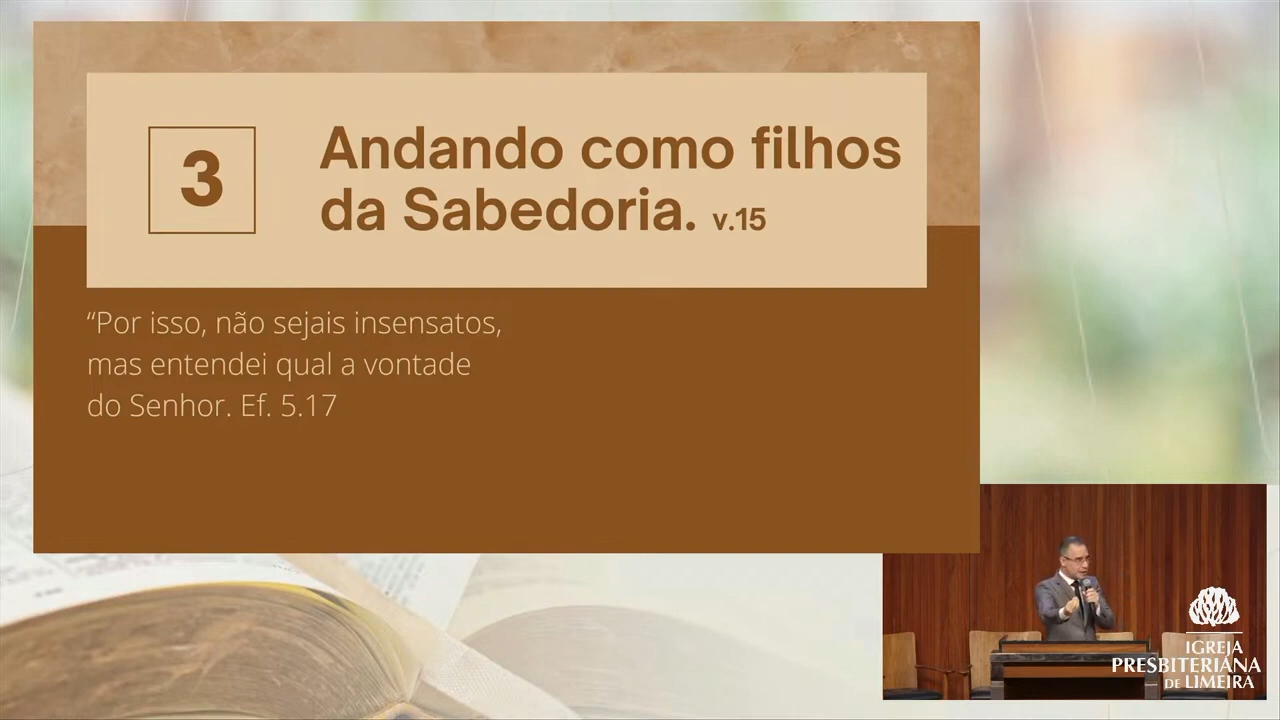 3
Andando como filhos
da Sabedoria. v.15
“Por isso, não sejais insensatos,
mas entendei qual a vontade
do Senhor. Ef. 5.17
IGREJA
PRESBITERIANA
DE LIMEIRA